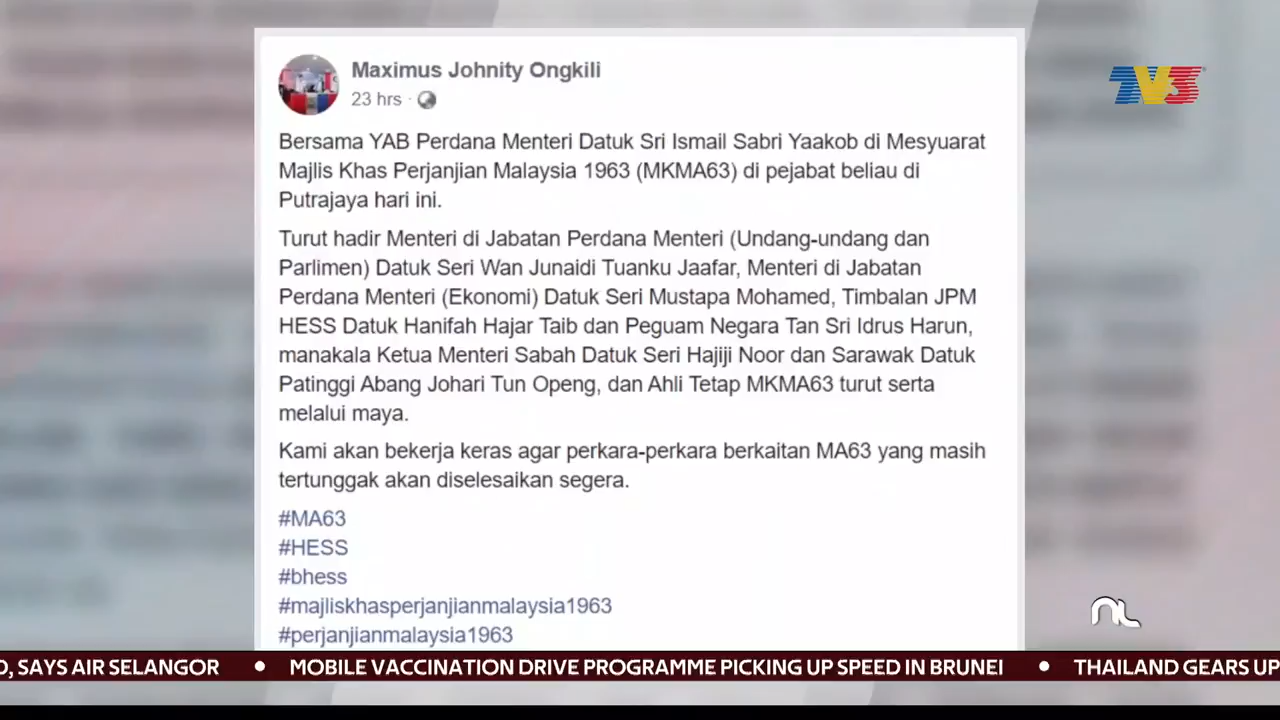 Maximus Johnity Ongkili
23 hrs ·
TV3
Bersama YAB Perdana Menteri Datuk Sri Ismail Sabri Yaakob di Mesyuarat
Majlis Khas Perjanjian Malaysia 1963 (MKMA63) di pejabat beliau di
Putrajaya hari ini.
Turut hadir Menteri di Jabatan Perdana Menteri (Undang-undang dan
Parlimen) Datuk Seri Wan Junaidi Tuanku Jaafar, Menteri di Jabatan
Perdana Menteri (Ekonomi) Datuk Seri Mustapa Mohamed, Timbalan JPM
HESS Datuk Hanifah Hajar Taib dan Peguam Negara Tan Sri Idrus Harun,
manakala Ketua Menteri Sabah Datuk Seri Hajiji Noor dan Sarawak Datuk
Patinggi Abang Johari Tun Openg, dan Ahli Tetap MKMA63 turut serta
melalui maya.
Kami akan bekerja keras agar perkara-perkara berkaitan MA63 yang masih
tertunggak akan diselesaikan segera.
#MA63
#HESS
#bhess
#majliskhasperjanjianmalaysia1963
#perjanjianmalaysia1963
NL
, SAYS AIR SELANGOR • MOBILE VACCINATION DRIVE PROGRAMME PICKING UP SPEED IN BRUNEI • THAILAND GEARS UP